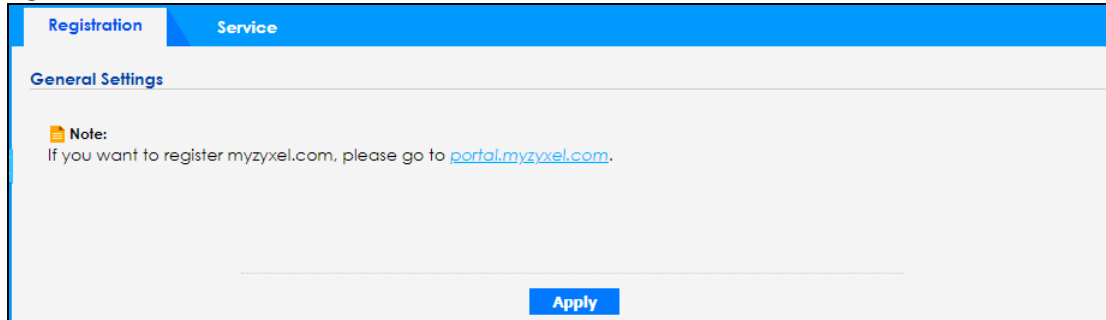 Registration
Service
General Settings
Note:
If you want to register myzyxel.com, please go to portal.myzyxel.com.
Apply